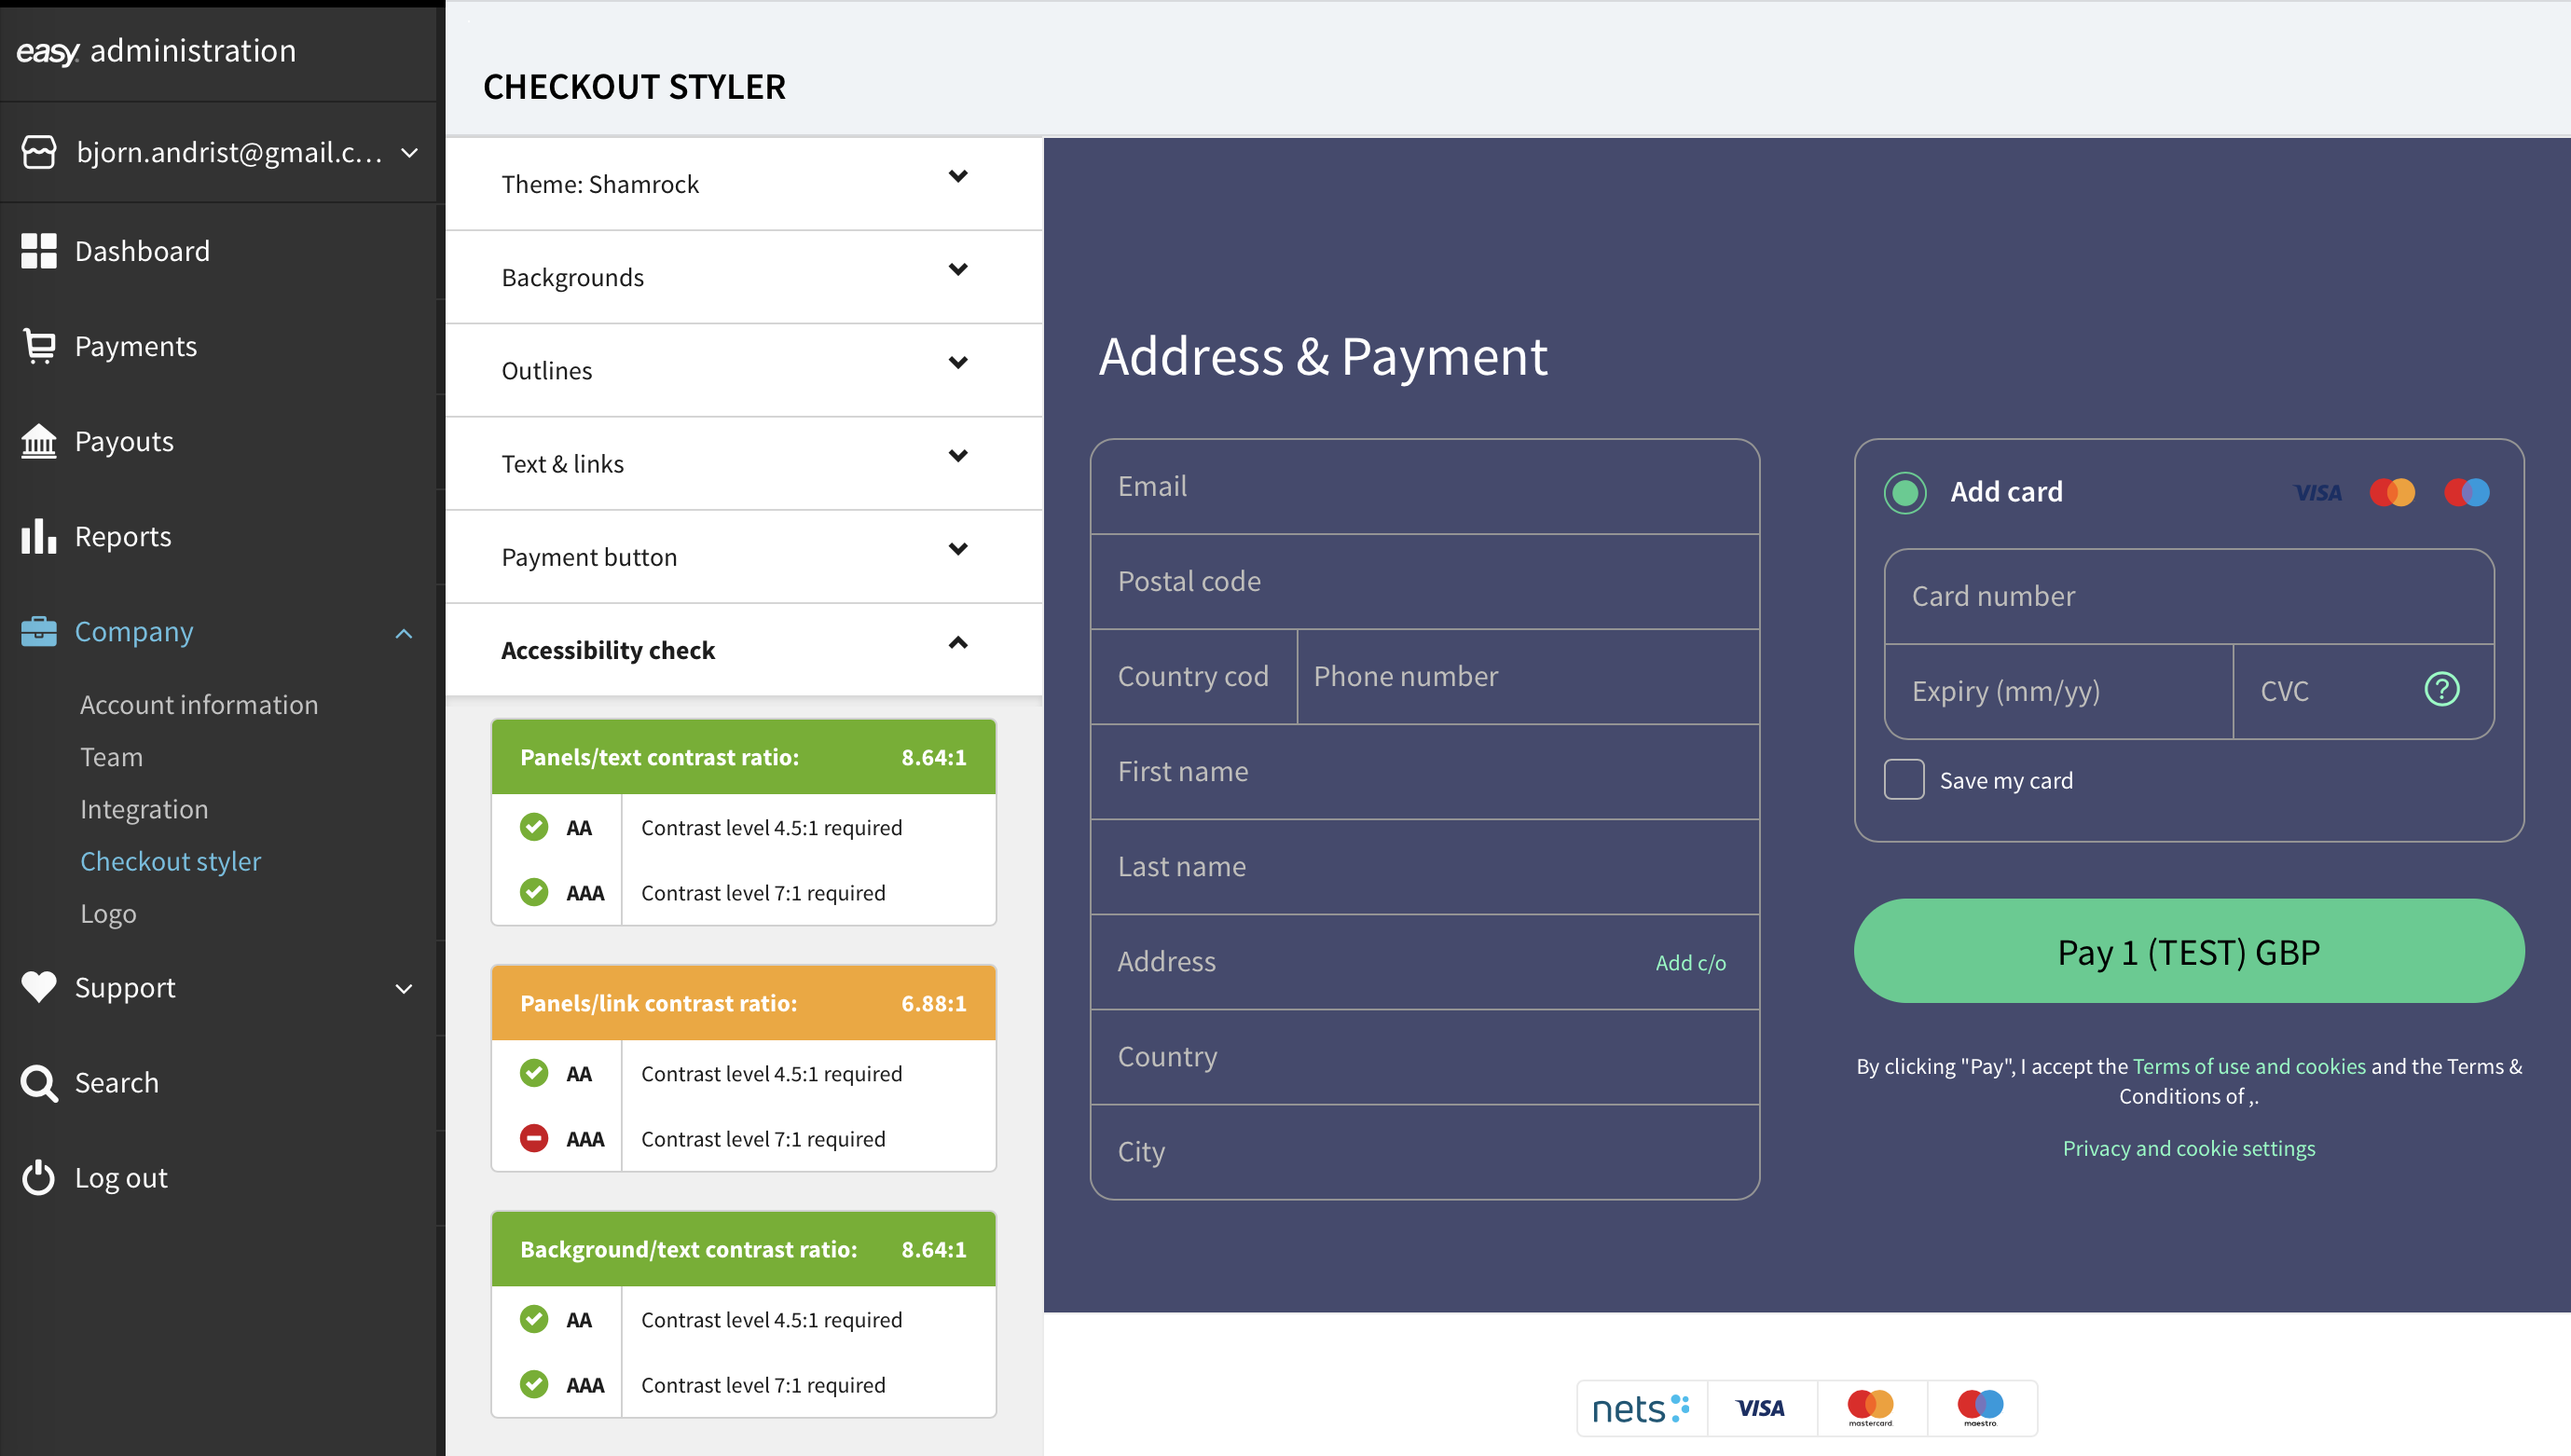 easy administration
bjorn.andrist@gmail.c...
Dashboard
Payments
Payouts
Reports
Company
Account information
Team
Integration
Checkout styler
Logo
Support
Search
Log out
CHECKOUT STYLER
Theme: Shamrock
Backgrounds
Outlines
Text & links
Payment button
Accessibility check
Panels/text contrast ratio: 8.64:1
AA Contrast level 4.5:1 required
AAA Contrast level 7:1 required
Panels/link contrast ratio: 6.88:1
AA Contrast level 4.5:1 required
AAA Contrast level 7:1 required
Background/text contrast ratio: 8.64:1
AA Contrast level 4.5:1 required
AAA Contrast level 7:1 required
Address & Payment
Email
Postal code
Country cod Phone number
First name
Last name
Address Add c/o
Country
City
Add card VISA
Card number
Expiry (mm/yy) CVC ?
Save my card
Pay 1 (TEST) GBP
By clicking "Pay", I accept the Terms of use and cookies and the Terms &
Conditions of ,.
Privacy and cookie settings
nets VISA mastercard. maestro.